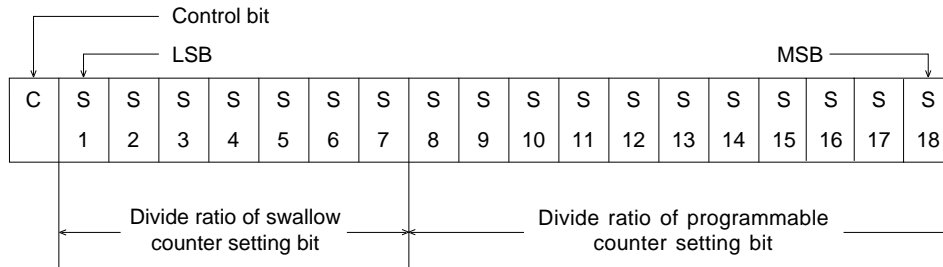 Control bit
LSB MSB
C S S S S S S S S S S S S S S S S S S
1 2 3 4 5 6 7 8 9 10 11 12 13 14 15 16 17 18
Divide ratio of swallow
counter setting bit
Divide ratio of programmable
counter setting bit